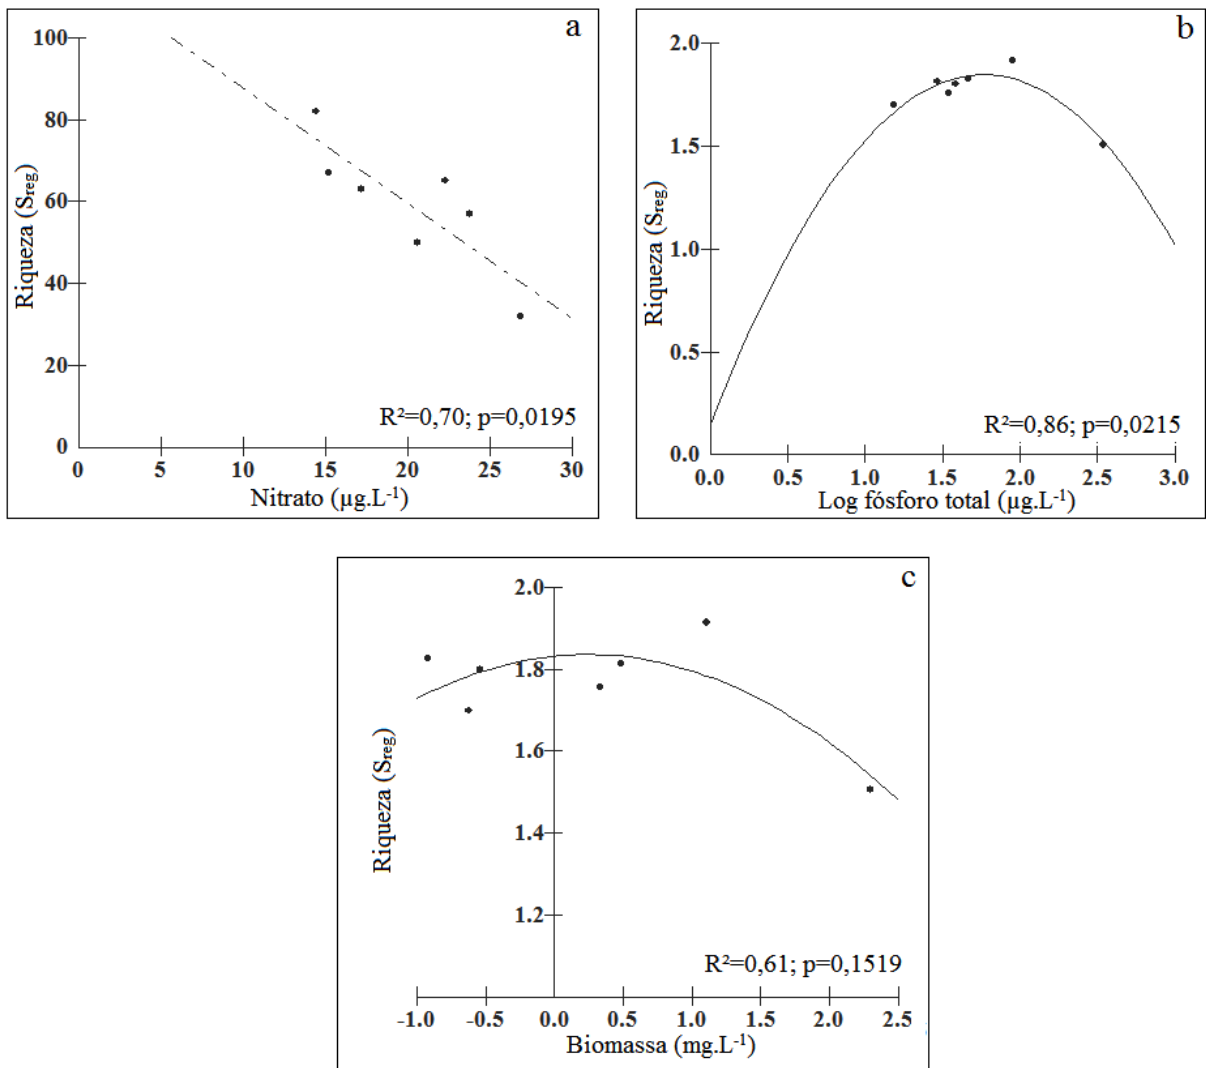 a
100
80
60
40
20
0
Riqueza (Sreg)
R²=0,70; p=0,0195
0 5 10 15 20 25 30
Nitrato (µg.L⁻¹)
b
2.0
1.5
1.0
0.5
0.0
Riqueza (Sreg)
R²=0,86; p=0,0215
0.0 0.5 1.0 1.5 2.0 2.5 3.0
Log fósforo total (µg.L⁻¹)
c
2.0
1.8
1.6
1.4
1.2
Riqueza (Sreg)
R²=0,61; p=0,1519
-1.0 -0.5 0.0 0.5 1.0 1.5 2.0 2.5
Biomassa (mg.L⁻¹)